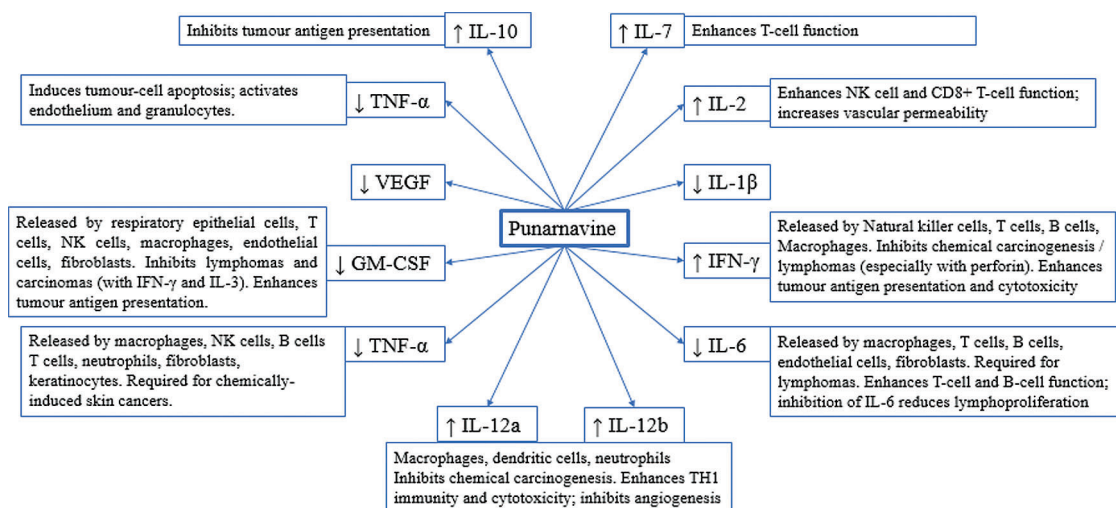 Inhibits tumour antigen presentation
↑ IL-10
↑ IL-7
Enhances T-cell function
Induces tumour-cell apoptosis; activates
endothelium and granulocytes.
↓ TNF-α
↑ IL-2
Enhances NK cell and CD8+ T-cell function;
increases vascular permeability
↓ VEGF
↓ IL-1β
Punarnavine
Released by respiratory epithelial cells, T
cells, NK cells, macrophages, endothelial
cells, fibroblasts. Inhibits lymphomas and
carcinomas (with IFN-γ and IL-3). Enhances
tumour antigen presentation.
↓ GM-CSF
↑ IFN-γ
Released by Natural killer cells, T cells, B cells,
Macrophages. Inhibits chemical carcinogenesis /
lymphomas (especially with perforin). Enhances
tumour antigen presentation and cytotoxicity
Released by macrophages, NK cells, B cells
T cells, neutrophils, fibroblasts,
keratinocytes. Required for chemically-
induced skin cancers.
↓ TNF-α
↓ IL-6
Released by macrophages, T cells, B cells,
endothelial cells, fibroblasts. Required for
lymphomas. Enhances T-cell and B-cell function;
inhibition of IL-6 reduces lymphoproliferation
↑ IL-12a
↑ IL-12b
Macrophages, dendritic cells, neutrophils
Inhibits chemical carcinogenesis. Enhances TH1
immunity and cytotoxicity; inhibits angiogenesis